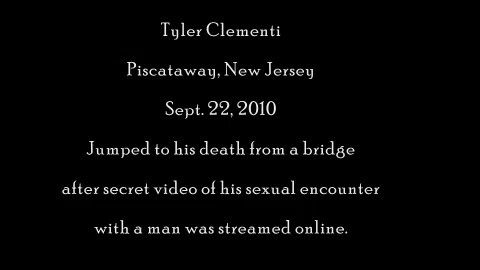 Tyler Clementi
Piscataway, New Jersey
Sept. 22, 2010
Jumped to his death from a bridge
after secret video of his sexual encounter
with a man was streamed online.